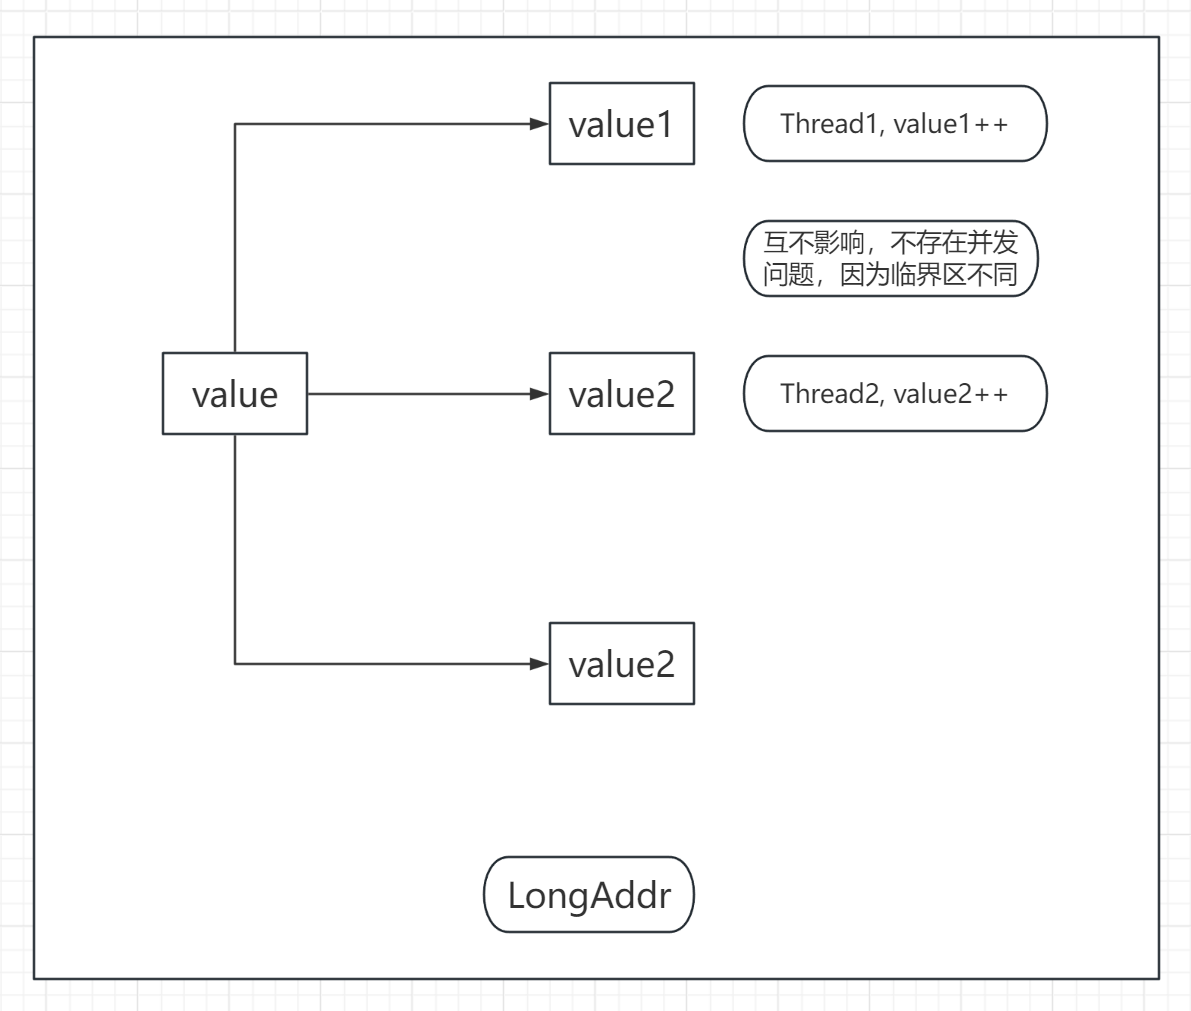 value1
Thread1, value1++
互不影响，不存在并发
问题，因为临界区不同
value
value2
Thread2, value2++
value2
LongAddr